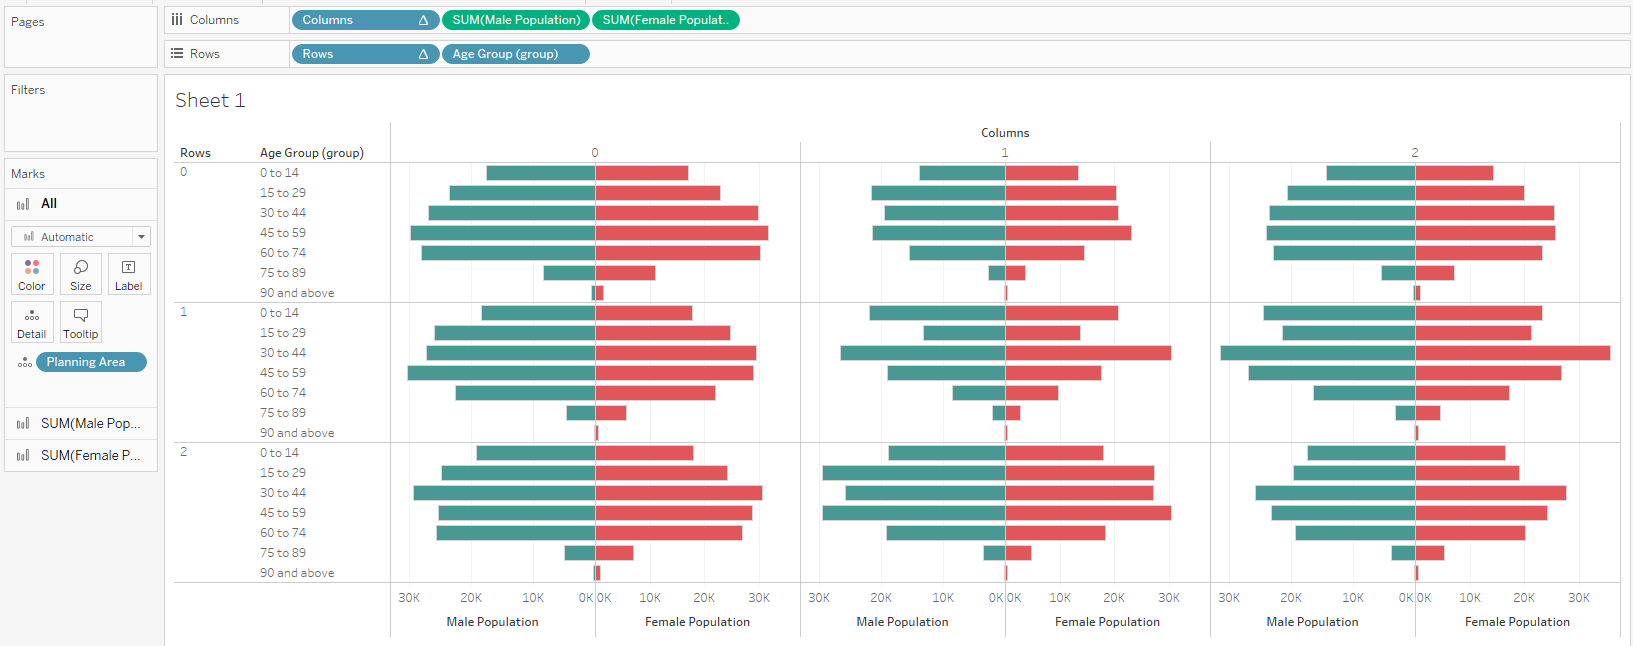 Pages
Columns Columns SUM(Male Population) SUM(Female Populat..
Rows Rows Age Group (group)
Filters
Sheet 1
Marks
All
Automatic
Color Size Label
Detail Tooltip
Planning Area
SUM(Male Pop...
SUM(Female P...
Columns
Rows Age Group (group) 0 1 2
0 0 to 14
15 to 29
30 to 44
45 to 59
60 to 74
75 to 89
90 and above
1 0 to 14
15 to 29
30 to 44
45 to 59
60 to 74
75 to 89
90 and above
2 0 to 14
15 to 29
30 to 44
45 to 59
60 to 74
75 to 89
90 and above
30K 20K 10K 0K 0K 10K 20K 30K 30K 20K 10K 0K 0K 10K 20K 30K 30K 20K 10K 0K 0K 10K 20K 30K
Male Population Female Population Male Population Female Population Male Population Female Population